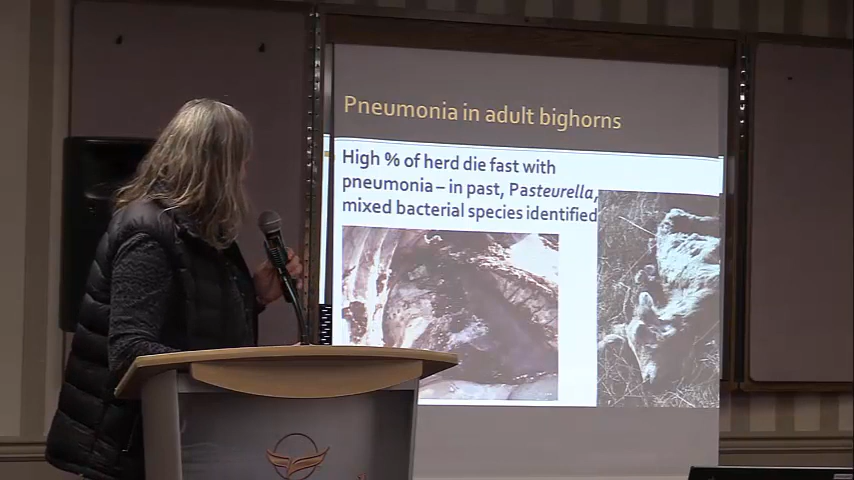 Pneumonia in adult bighorns
High % of herd die fast with
pneumonia – in past, Pasteurella,
mixed bacterial species identified